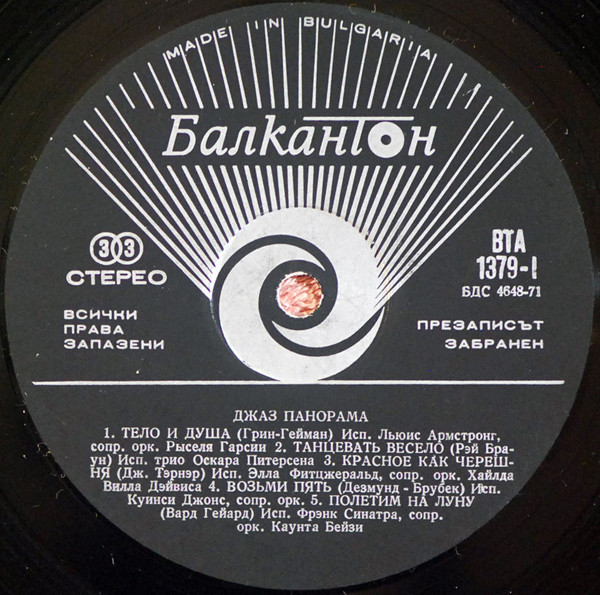 MADE IN BULGARIA
Балкантон
33
СТЕРЕО
ВСИЧКИ
ПРАВА
ЗАПАЗЕНИ
ВТА
1379-I
БДС 4648-71
ПРЕЗАПИСЪТ
ЗАБРАНЕН
ДЖАЗ ПАНОРАМА
1. ТЕЛО И ДУША (Грин-Гейман) Исп. Льюис Армстронг,
сопр. орк. Рыселя Гарсии 2. ТАНЦЕВАТЬ ВЕСЕЛО (Рэй Бра-
ун) Исп. трио Оскара Питерсена 3. КРАСНОЕ КАК ЧЕРЕШ-
НЯ (Дж. Тэрнэр) Исп. Элла Фитцджеральд, сопр. орк. Хайлда
Вилла Дэйвиса 4. ВОЗЬМИ ПЯТЬ (Дезмунд - Брубек) Исп.
Куинси Джонс, сопр. орк. 5. ПОЛЕТИМ НА ЛУНУ
(Вард Гейард) Исп. Фрэнк Синатра, сопр.
орк. Каунта Бейзи